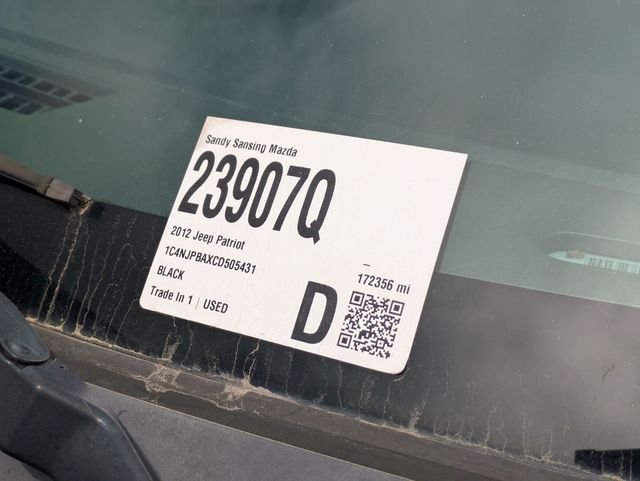 Sandy Sansing Mazda
23907Q
2012 Jeep Patriot
1C4NJPBAXCD505431
BLACK
Trade In 1 | USED
–
172356 mi
D